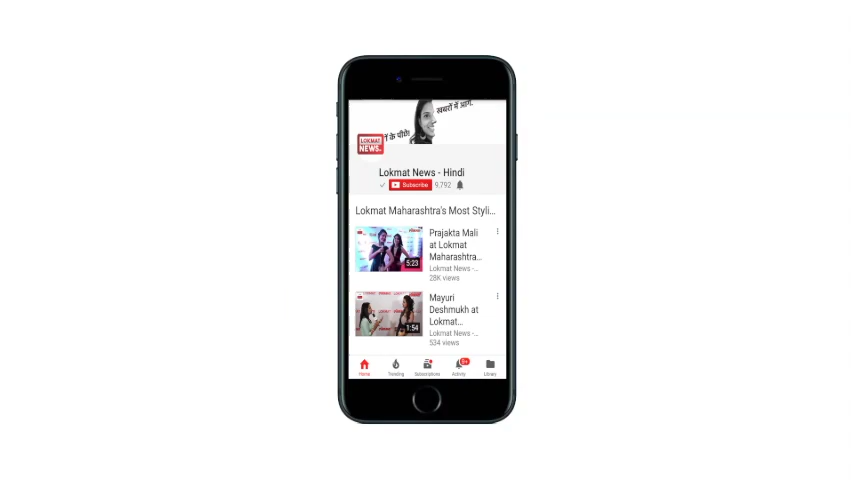 खबरों में आग,
के पीछे!
LOKMAT
NEWS
Lokmat News - Hindi
Subscribe 9,792
Lokmat Maharashtra's Most Styli...
Prajakta Mali
at Lokmat
Maharashtra...
Lokmat News -...
28K views
5:23
Mayuri
Deshmukh at
Lokmat...
Lokmat News -...
534 views
1:54
Home Trending Subscriptions Activity Library
9+